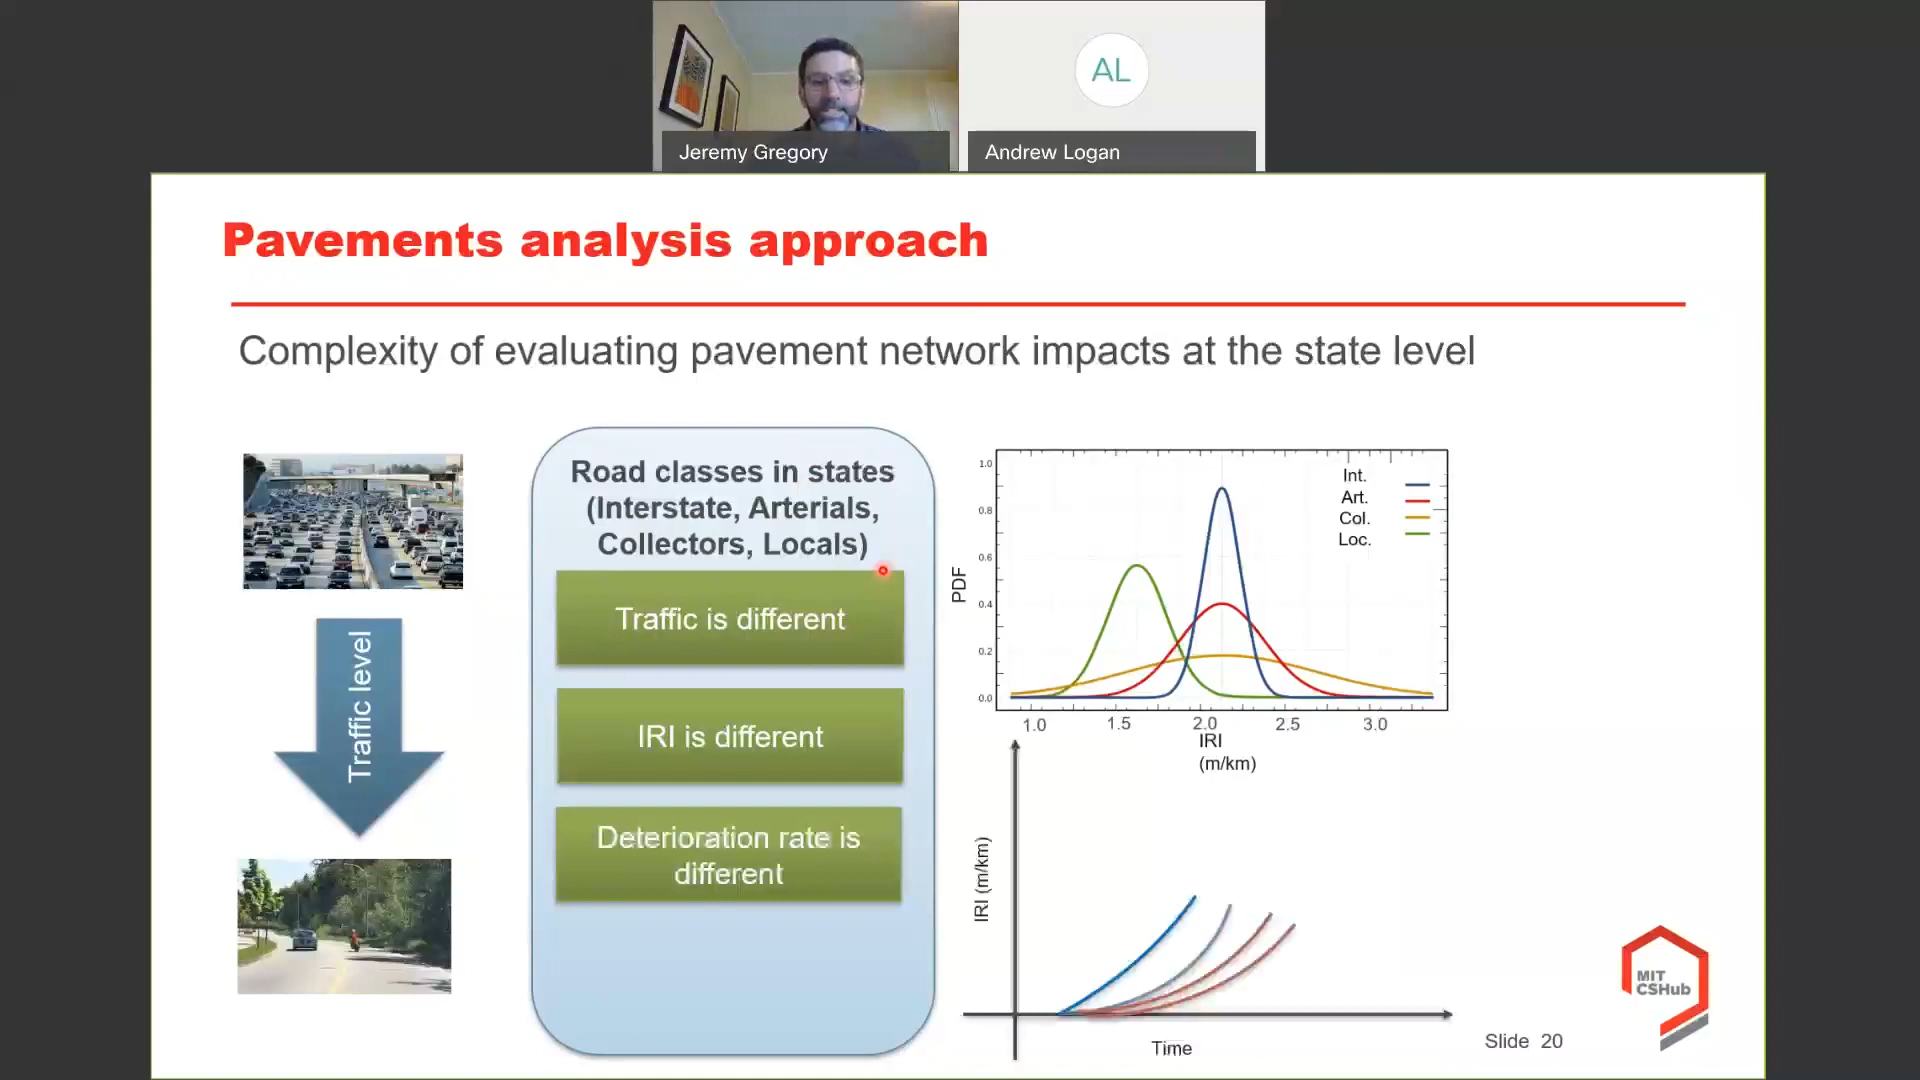 AL
Jeremy Gregory
Andrew Logan
Pavements analysis approach
Complexity of evaluating pavement network impacts at the state level
Traffic level
Road classes in states
(Interstate, Arterials,
Collectors, Locals)
Traffic is different
IRI is different
Deterioration rate is
different
PDF
1.0
0.8
0.6
0.4
0.2
0.0
Int.
Art.
Col.
Loc.
1.0 1.5 2.0 2.5 3.0
IRI
(m/km)
IRI (m/km)
Time
MIT
CSHub
Slide 20